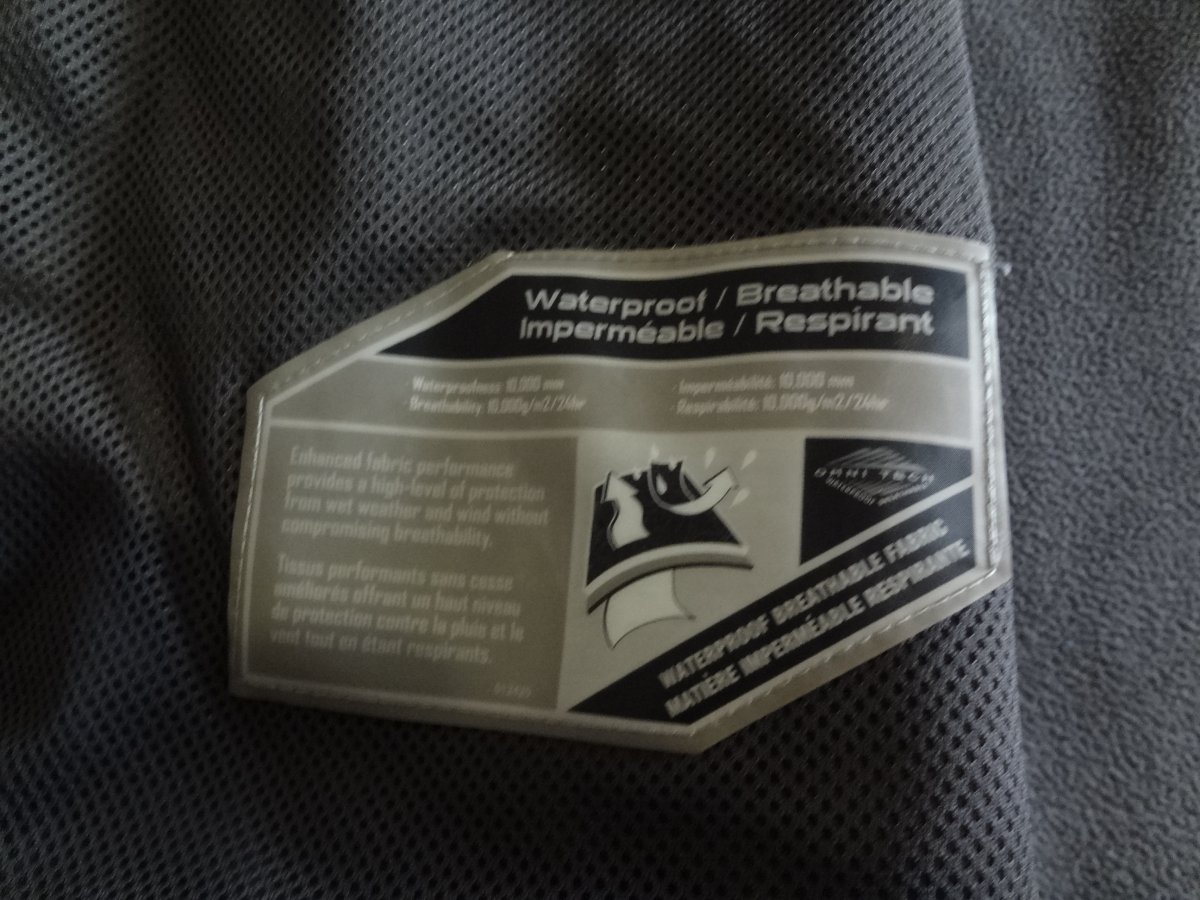 Waterproof / Breathable
Imperméable / Respirant
Waterproofness: 10,000 mm
Breathability: 10,000g/m2/24hr
Imperméabilité: 10,000 mm
Respirabilité: 10,000g/m2/24hr
Enhanced fabric performance
provides a high-level of protection
from wet weather and wind without
compromising breathability.
Tissus performants sans cesse
améliorés offrant un haut niveau
de protection contre la pluie et le
vent tout en étant respirants.
OMNI TECH
WATERPROOF BREATHABLE FABRIC
MATIÈRE IMPERMÉABLE RESPIRANTE